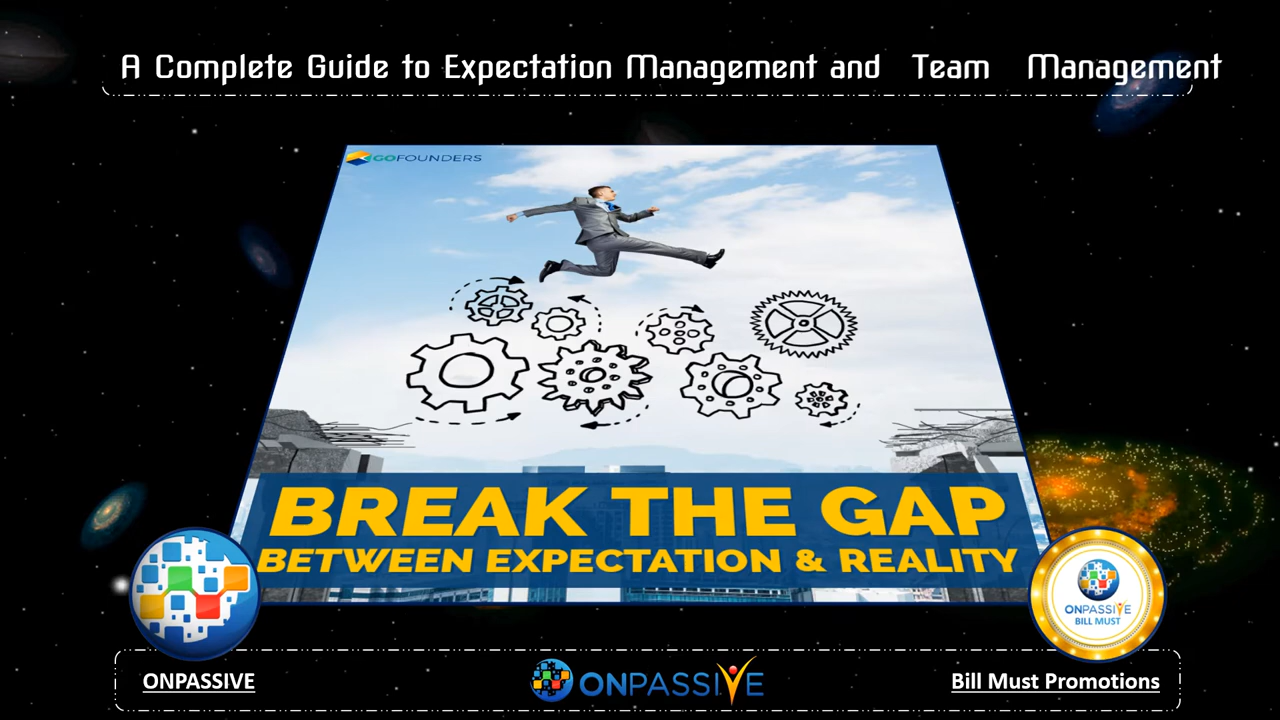 A Complete Guide to Expectation Management and Team Management
GOFOUNDERS
BREAK THE GAP
BETWEEN EXPECTATION & REALITY
ONPASSIVE
BILL MUST
ONPASSIVE
ONPASSIVE
Bill Must Promotions